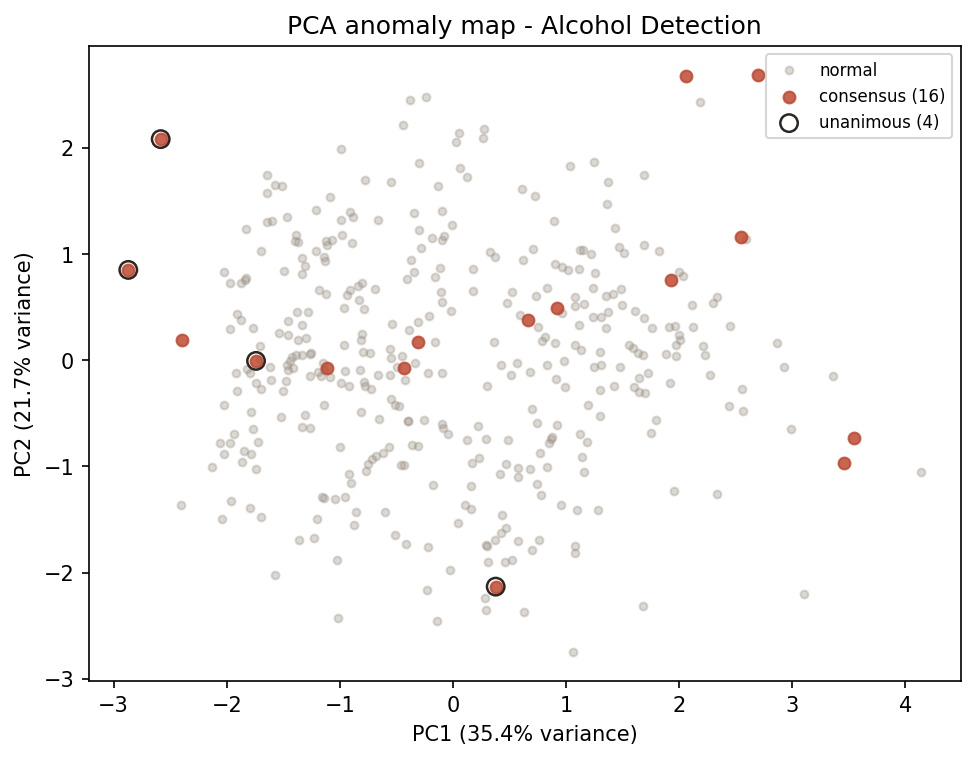 PCA anomaly map - Alcohol Detection
normal
consensus (16)
unanimous (4)
2
1
0
−1
−2
−3
PC2 (21.7% variance)
−3
−2
−1
0
1
2
3
4
PC1 (35.4% variance)